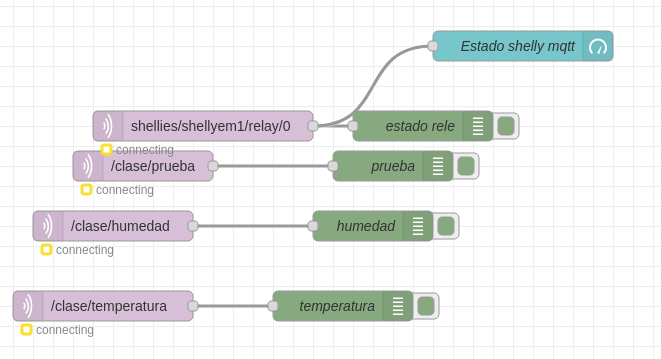 Estado shelly mqtt
shellies/shellyem1/relay/0
estado rele
connecting
/clase/prueba
prueba
connecting
/clase/humedad
humedad
connecting
/clase/temperatura
temperatura
connecting